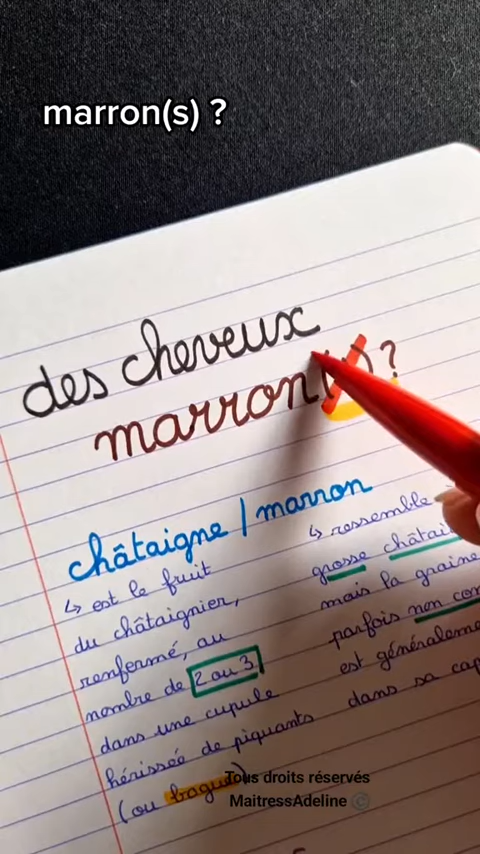 marron(s) ?
des cheveux
marron(s) ?
châtaigne / marron
↳ est le fruit
du châtaignier,
renfermé, au
nombre de 2 ou 3
dans une cupule
hérissée de piquants
(ou bogue)
↳ ressemble
grosse
mais la graine
parfois non
est
dans sa
Tous droits réservés
MaitressAdeline ©